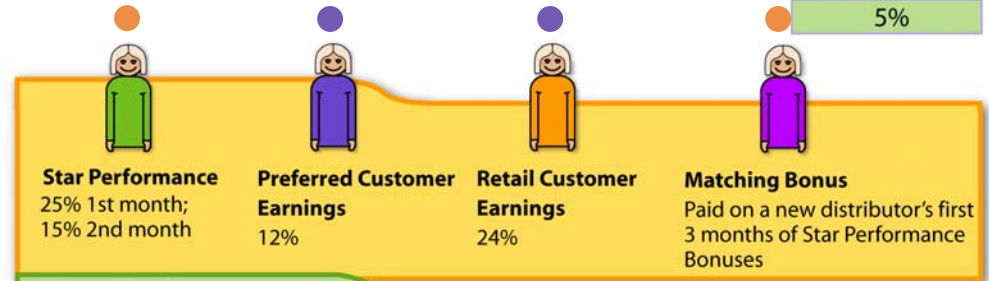 5%
Star Performance
25% 1st month;
15% 2nd month
Preferred Customer
Earnings
12%
Retail Customer
Earnings
24%
Matching Bonus
Paid on a new distributor's first
3 months of Star Performance
Bonuses